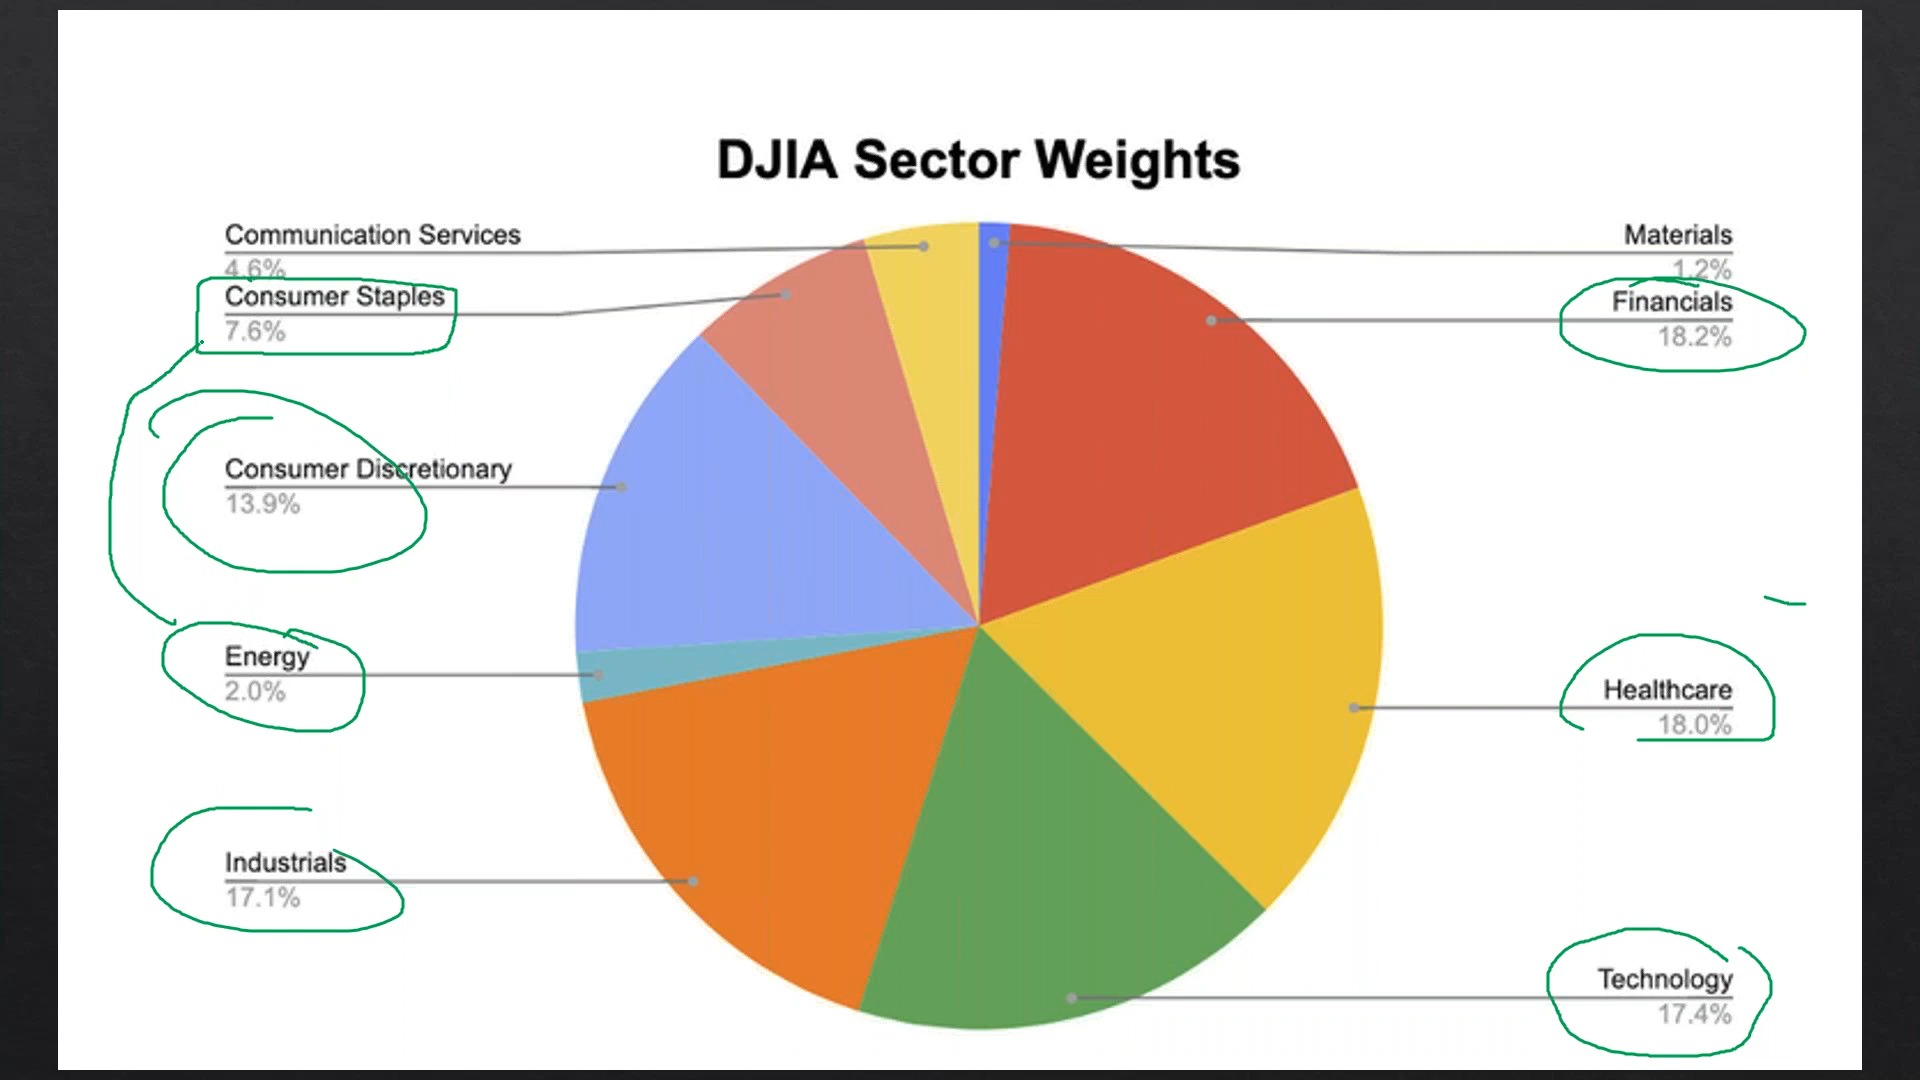 DJIA Sector Weights
Communication Services
4.6%
Consumer Staples
7.6%
Consumer Discretionary
13.9%
Energy
2.0%
Industrials
17.1%
Materials
1.2%
Financials
18.2%
Healthcare
18.0%
Technology
17.4%